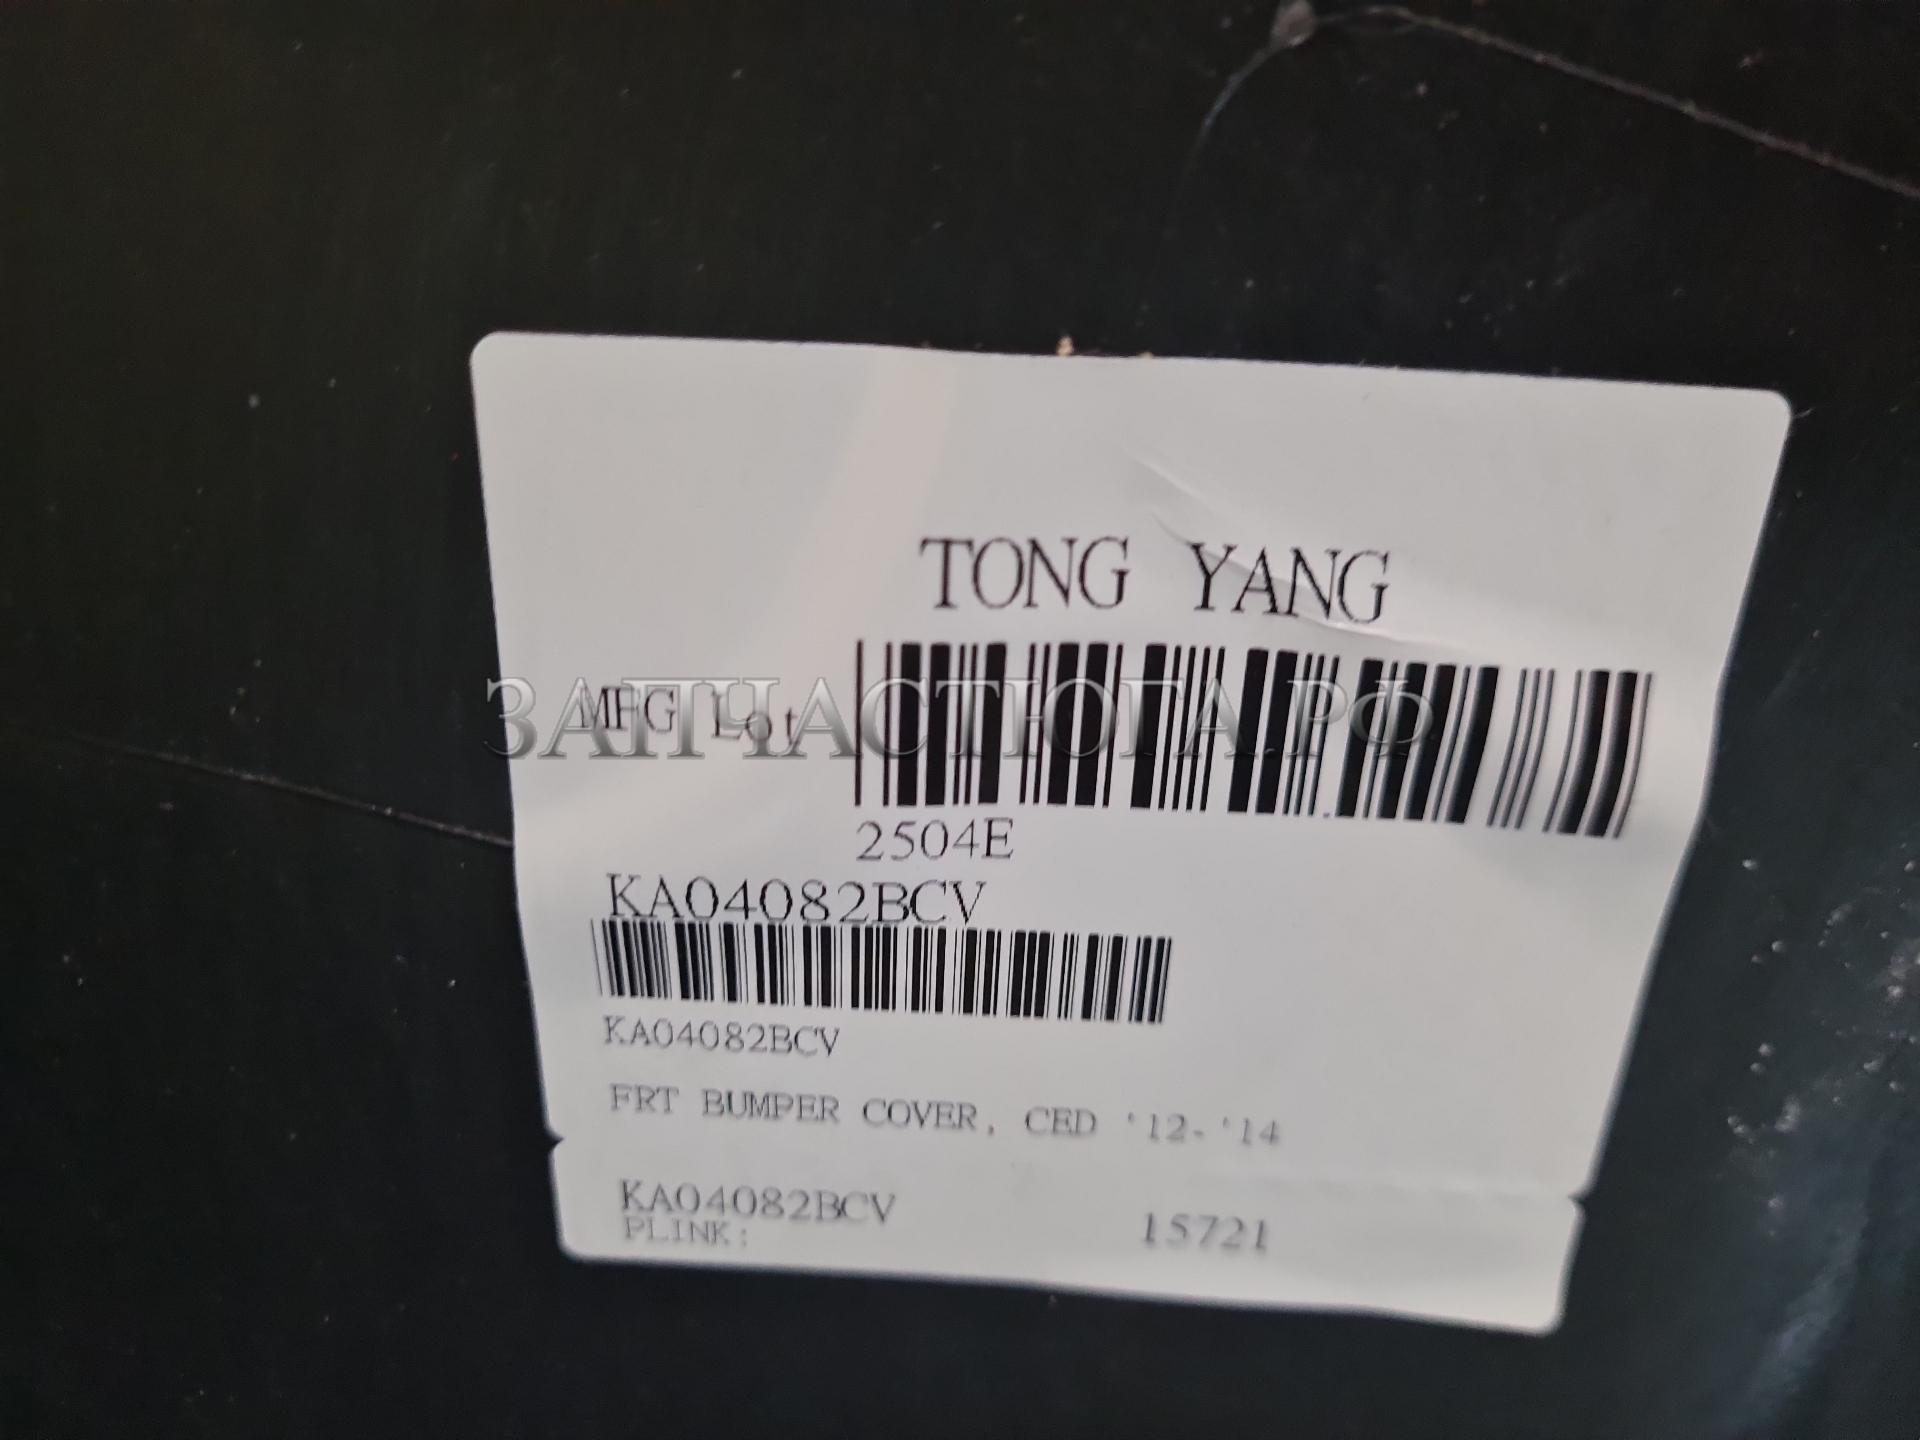 TONG YANG
MFG Lot
ЗАПЧАСТЮГА.РФ
2504E
KA04082BCV
KA04082BCV
FRT BUMPER COVER, CED '12-'14
KA04082BCV 15721
PLINK: